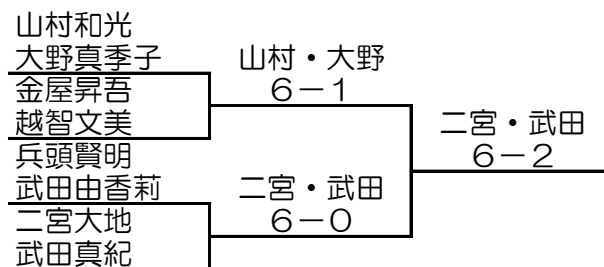 山村和光
大野真季子
金屋昇吾
越智文美
兵頭賢明
武田由香莉
二宮大地
武田真紀
山村・大野
6－1
二宮・武田
6－0
二宮・武田
6－2